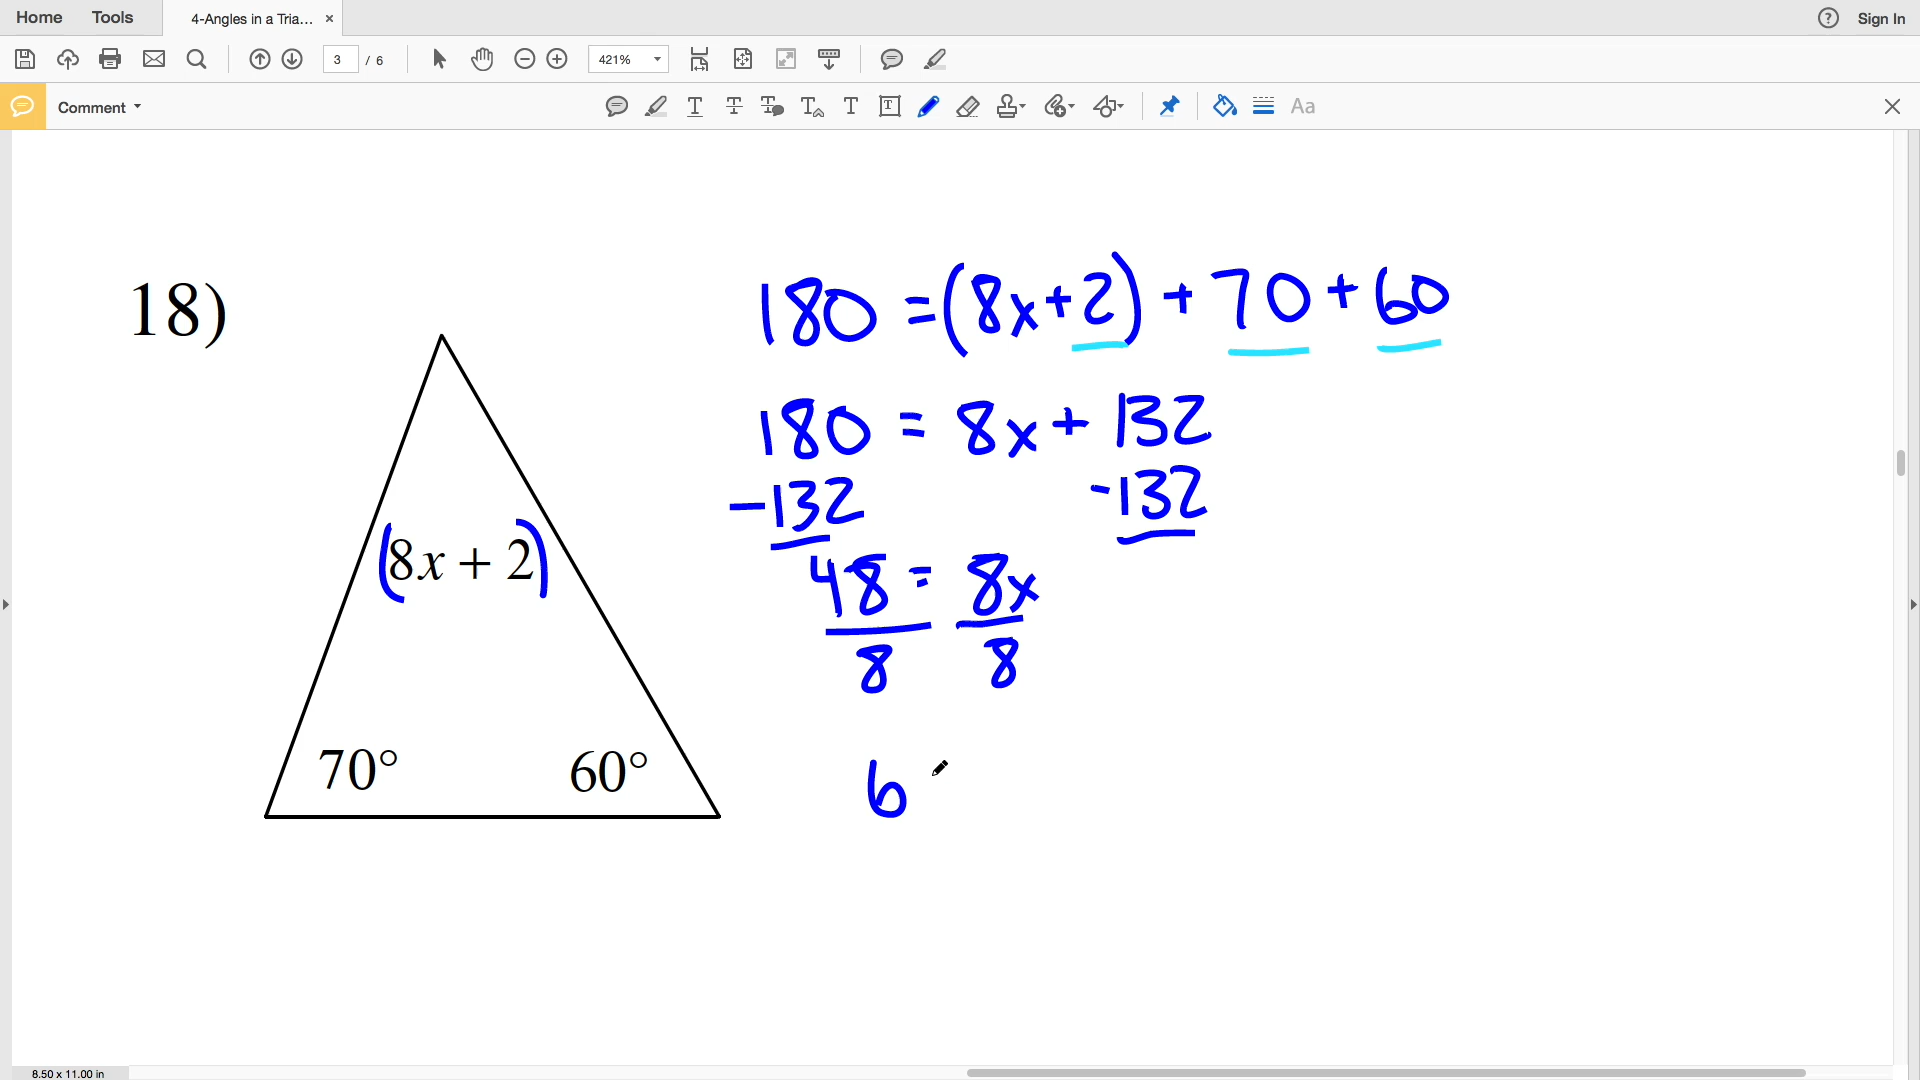 Home Tools 4-Angles in a Tria... × ? Sign In
3 / 6 421%
Comment T T T T T T Aa
18)
180 = (8x+2) + 70 + 60
180 = 8x + 132
-132 -132
48 = 8x
8 8
6
(8x + 2)
70° 60°
8.50 x 11.00 in